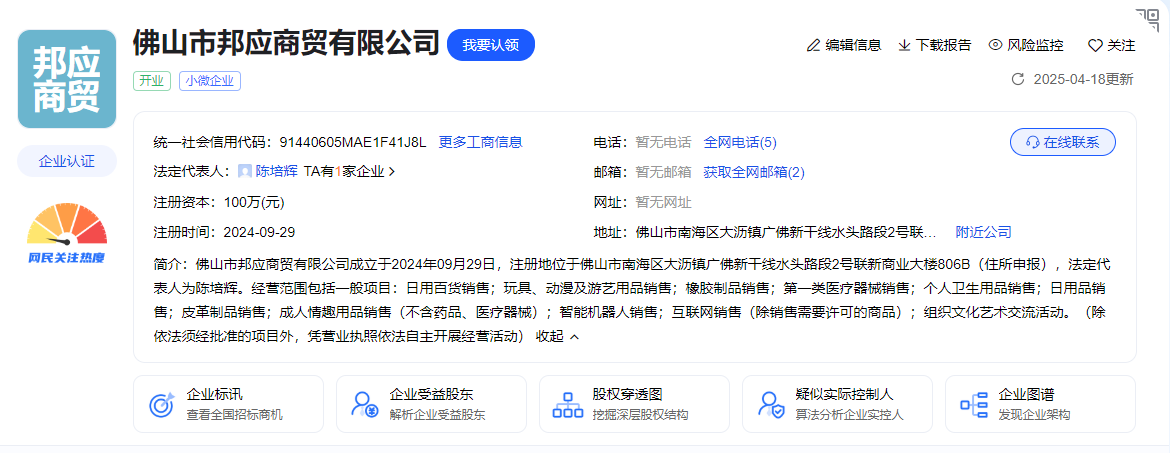 邦应
商贸
佛山市邦应商贸有限公司 我要认领
编辑信息 下载报告 风险监控 关注
开业 小微企业
2025-04-18更新
企业认证
网民关注热度
统一社会信用代码：91440605MAE1F41J8L 更多工商信息
电话：暂无电话 全网电话(5)
在线联系
法定代表人：陈培辉 TA有1家企业
邮箱：暂无邮箱 获取全网邮箱(2)
注册资本：100万(元)
网址：暂无网址
注册时间：2024-09-29
地址：佛山市南海区大沥镇广佛新干线水头路段2号联... 附近公司
简介：佛山市邦应商贸有限公司成立于2024年09月29日，注册地位于佛山市南海区大沥镇广佛新干线水头路段2号联新商业大楼806B（住所申报），法定代
表人为陈培辉。经营范围包括一般项目：日用百货销售；玩具、动漫及游艺用品销售；橡胶制品销售；第一类医疗器械销售；个人卫生用品销售；日用品销
售；皮革制品销售；成人情趣用品销售（不含药品、医疗器械）；智能机器人销售；互联网销售（除销售需要许可的商品）；组织文化艺术交流活动。（除
依法须经批准的项目外，凭营业执照依法自主开展经营活动） 收起
企业标讯
查看全国招标商机
企业受益股东
解析企业受益股东
股权穿透图
挖掘深层股权结构
疑似实际控制人
算法分析企业实控人
企业图谱
发现企业架构